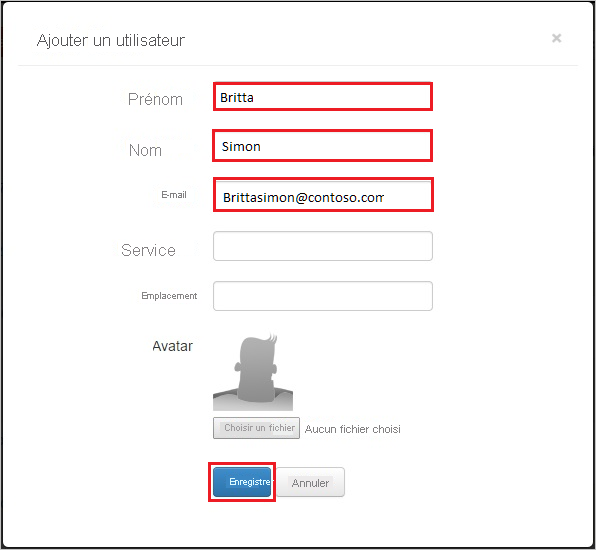 Ajouter un utilisateur ×
Prénom Britta
Nom Simon
E-mail Brittasimon@contoso.com
Service
Emplacement
Avatar
Choisir un fichier Aucun fichier choisi
Enregistrer Annuler